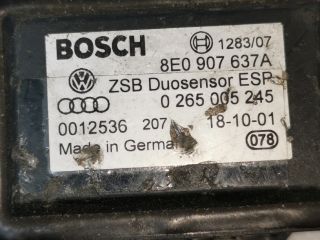 BOSCH 1283/07
8E0 907 637A
ZSB Duosensor ESP
0 265 005 245
0012536 207 18-10-01
Made in Germany 078